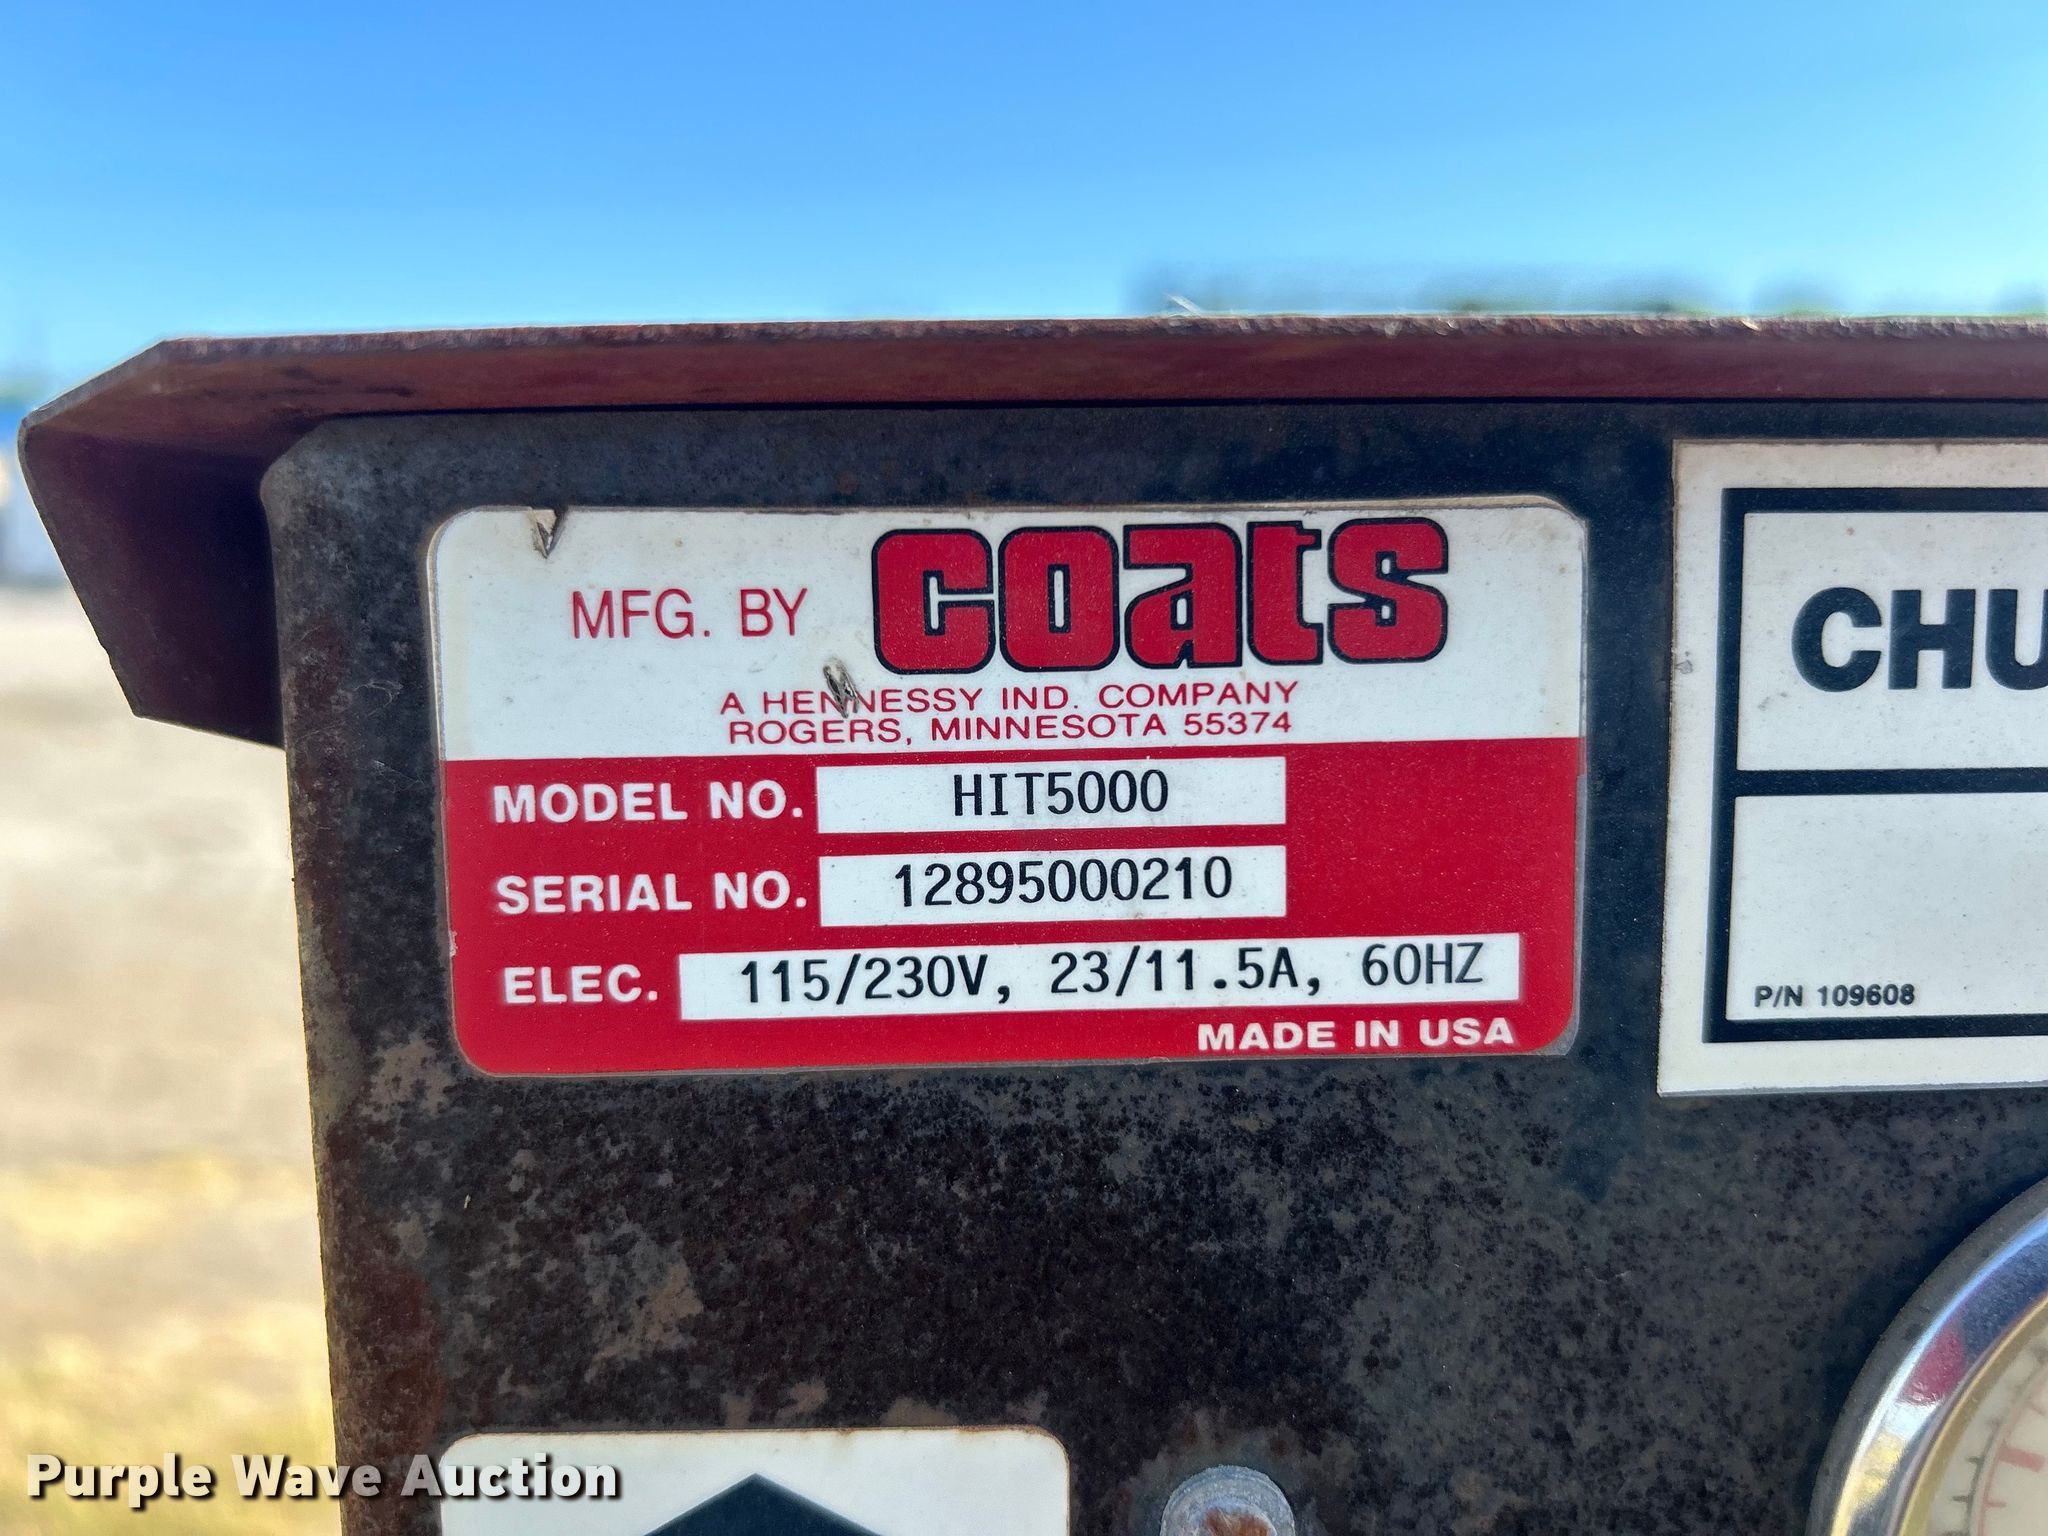 MFG. BY coats
A HENNESSY IND. COMPANY
ROGERS, MINNESOTA 55374
MODEL NO. HIT5000
SERIAL NO. 12895000210
ELEC. 115/230V, 23/11.5A, 60HZ
MADE IN USA
CHU
P/N 109608
Purple Wave Auction